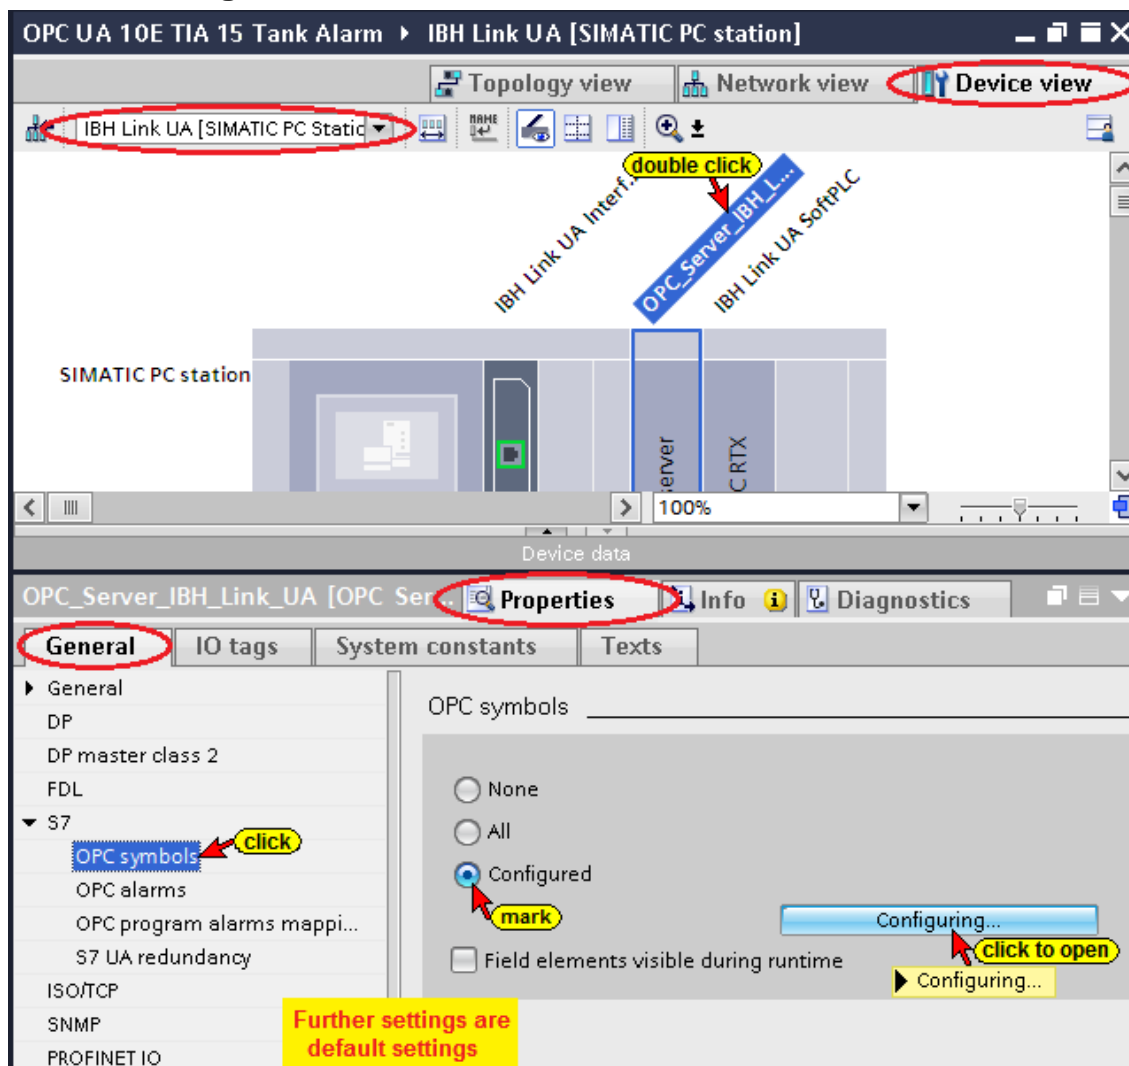 OPC UA 10E TIA 15 Tank Alarm ▸ IBH Link UA [SIMATIC PC station]
Topology view Network view Device view
IBH Link UA [SIMATIC PC Static
NAME
double click
IBH Link UA Interf...
OPC_Server_IBH_L...
IBH Link UA SoftPLC
SIMATIC PC station
erver
C RTX
100%
Device data
OPC_Server_IBH_Link_UA [OPC Ser... Properties Info Diagnostics
General IO tags System constants Texts
General
DP
DP master class 2
FDL
S7
OPC symbols click
OPC alarms
OPC program alarms mappi...
S7 UA redundancy
ISO/TCP
SNMP
PROFINET IO
OPC symbols
None
All
Configured
mark
Configuring...
click to open
Field elements visible during runtime
Configuring...
Further settings are
default settings